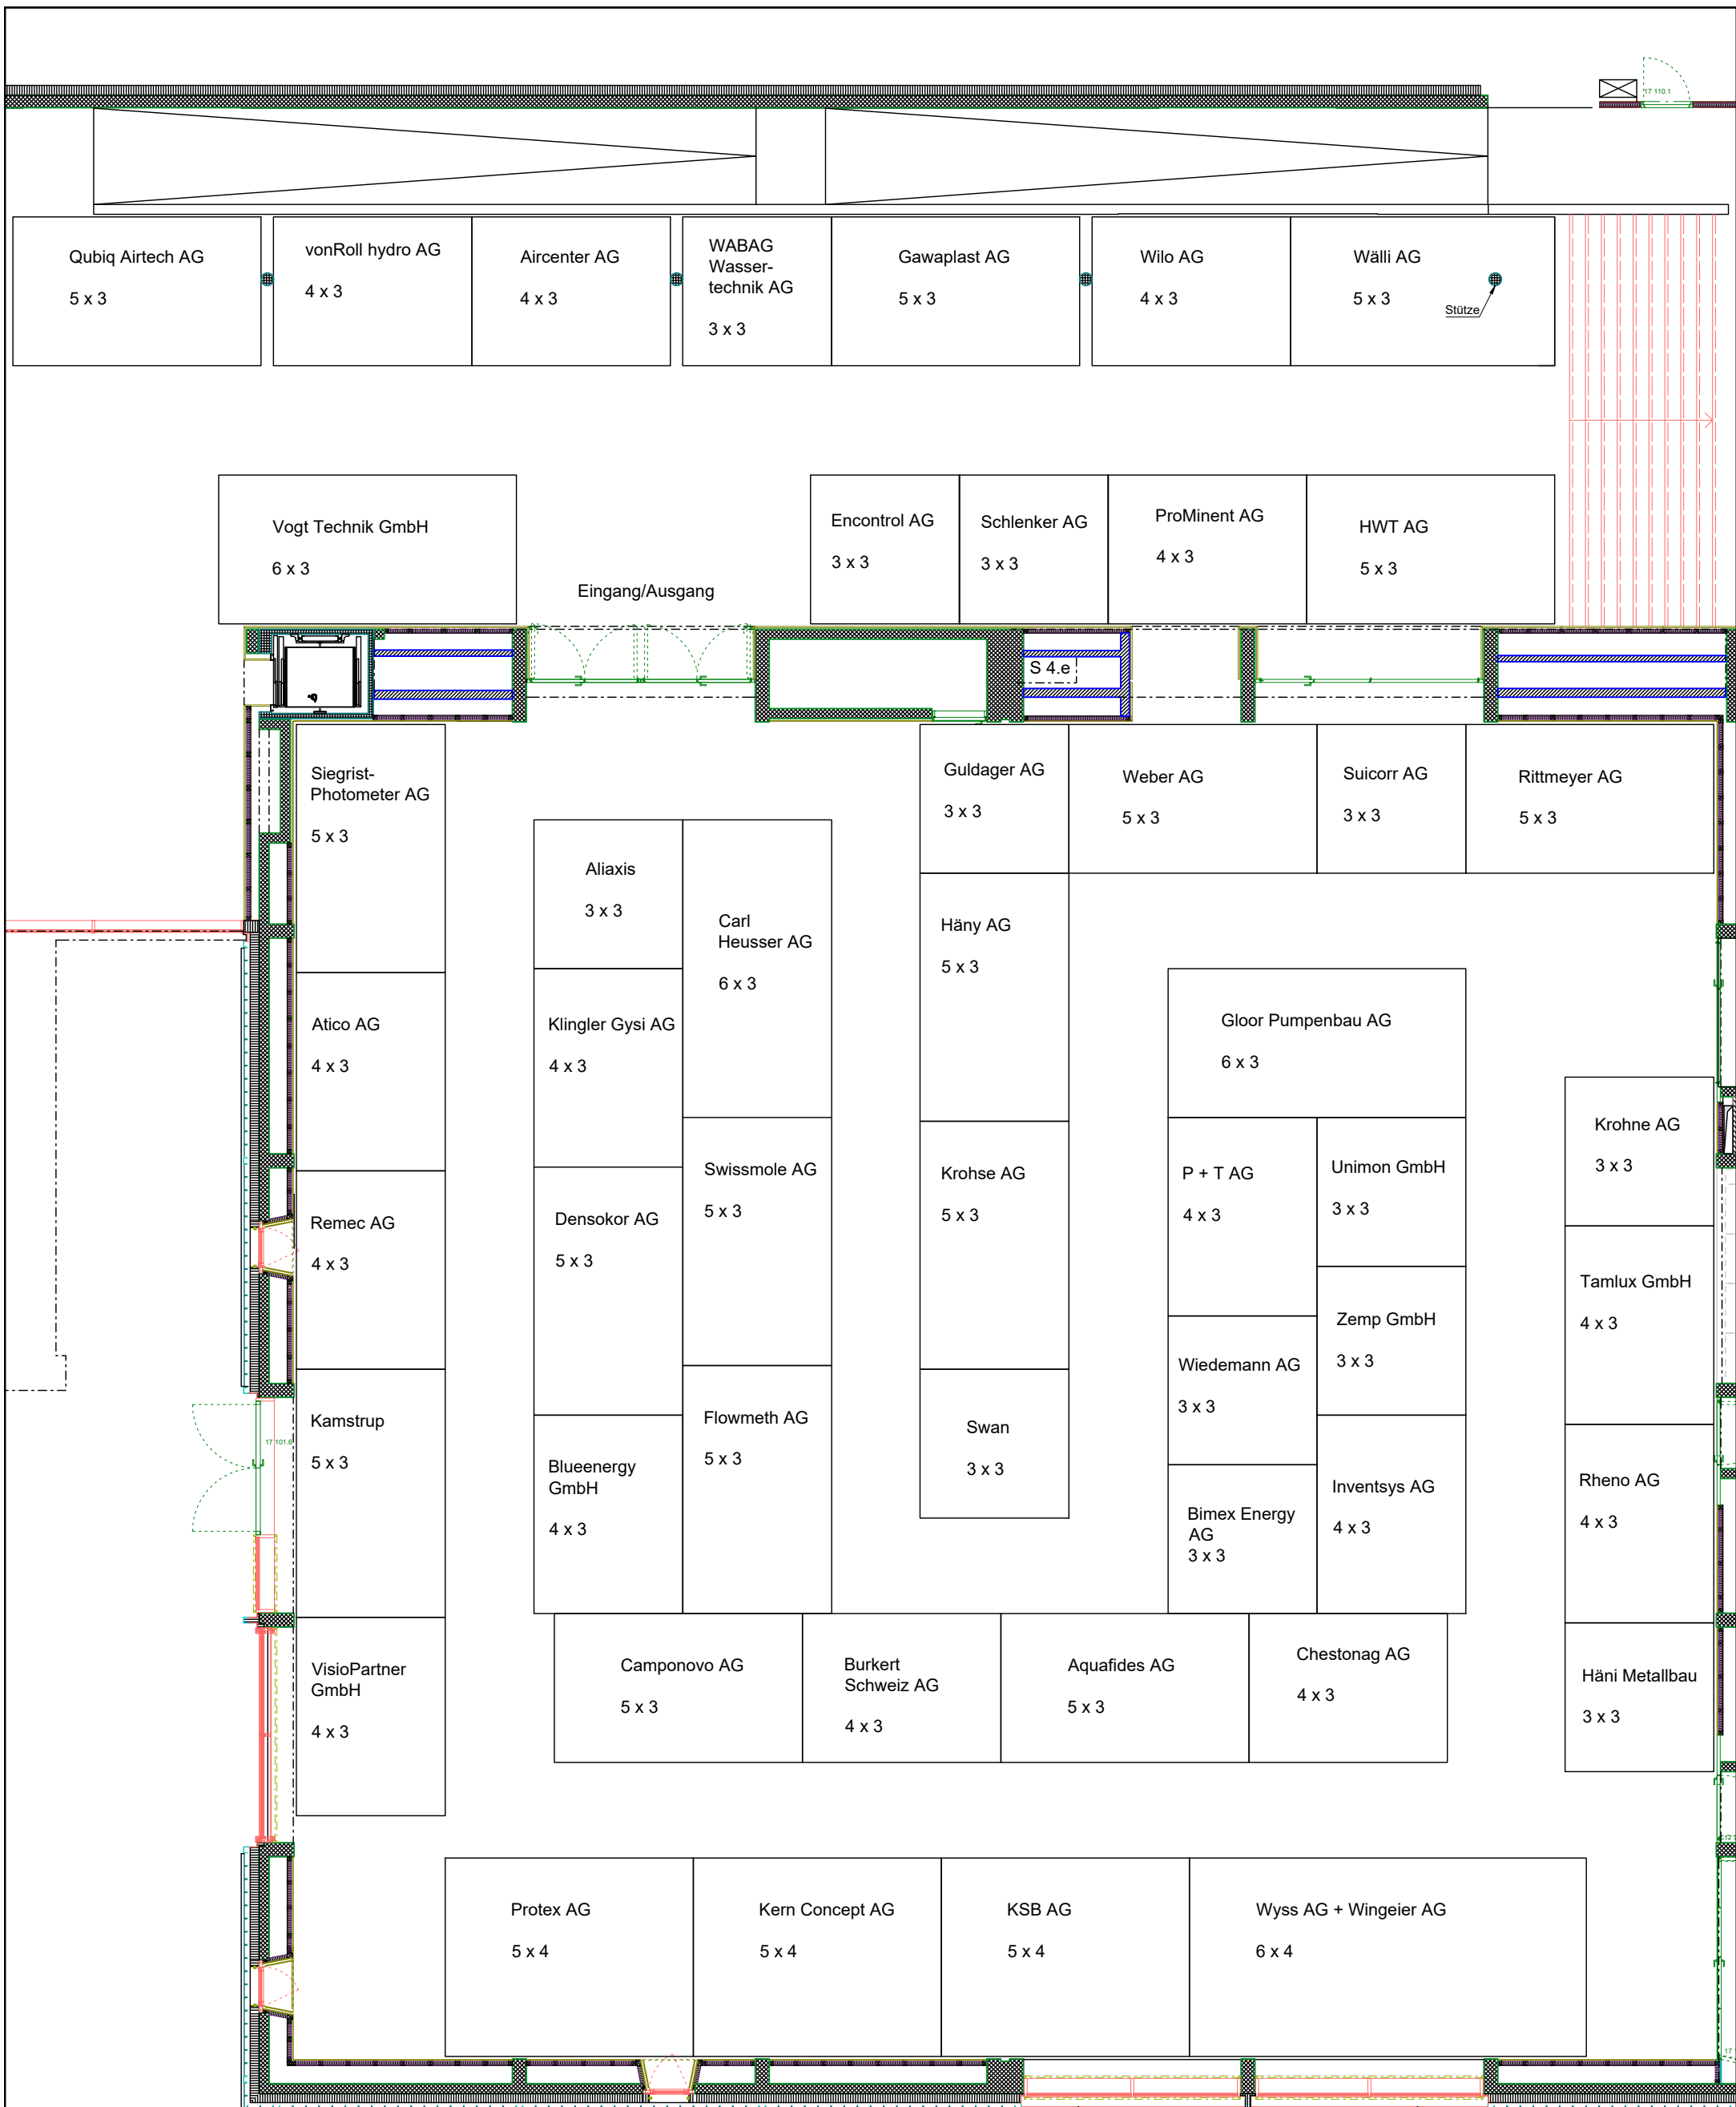 17 110.1
Qubiq Airtech AG
5 x 3
vonRoll hydro AG
4 x 3
Aircenter AG
4 x 3
WABAG
Wasser-
technik AG
3 x 3
Gawaplast AG
5 x 3
Wilo AG
4 x 3
Wälli AG
5 x 3
Stütze
Vogt Technik GmbH
6 x 3
Eingang/Ausgang
Encontrol AG
3 x 3
Schlenker AG
3 x 3
ProMinent AG
4 x 3
HWT AG
5 x 3
S 4.e
Siegrist-
Photometer AG
5 x 3
Guldager AG
3 x 3
Weber AG
5 x 3
Suicorr AG
3 x 3
Rittmeyer AG
5 x 3
Aliaxis
3 x 3
Carl
Heusser AG
6 x 3
Häny AG
5 x 3
Atico AG
4 x 3
Klingler Gysi AG
4 x 3
Gloor Pumpenbau AG
6 x 3
Krohne AG
3 x 3
Remec AG
4 x 3
Densokor AG
5 x 3
Swissmole AG
5 x 3
Krohse AG
5 x 3
P + T AG
4 x 3
Unimon GmbH
3 x 3
Tamlux GmbH
4 x 3
Zemp GmbH
3 x 3
Wiedemann AG
3 x 3
Kamstrup
5 x 3
17 101.6
Blueenergy
GmbH
4 x 3
Flowmeth AG
5 x 3
Swan
3 x 3
Bimex Energy
AG
3 x 3
Inventsys AG
4 x 3
Rheno AG
4 x 3
VisioPartner
GmbH
4 x 3
Camponovo AG
5 x 3
Burkert
Schweiz AG
4 x 3
Aquafides AG
5 x 3
Chestonag AG
4 x 3
Häni Metallbau
3 x 3
Protex AG
5 x 4
Kern Concept AG
5 x 4
KSB AG
5 x 4
Wyss AG + Wingeier AG
6 x 4
17